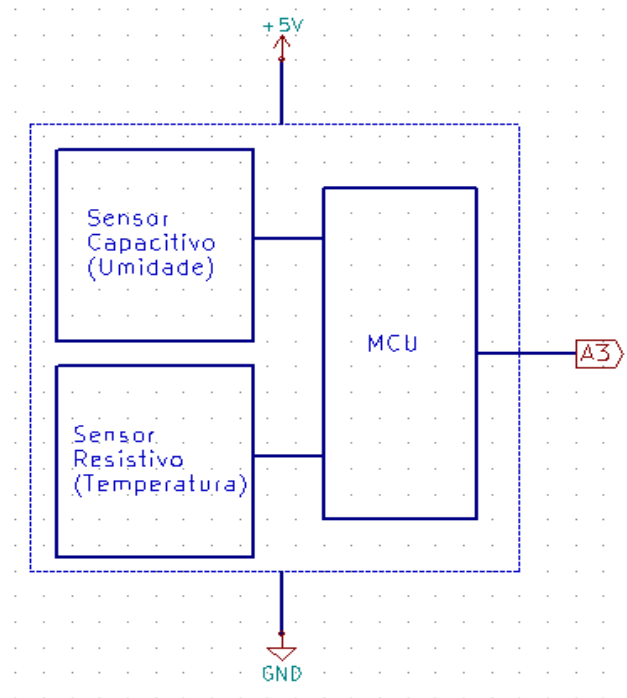 +5V
Sensor
Capacitivo
(Umidade)
MCU
A3
Sensor
Resistivo
(Temperatura)
GND